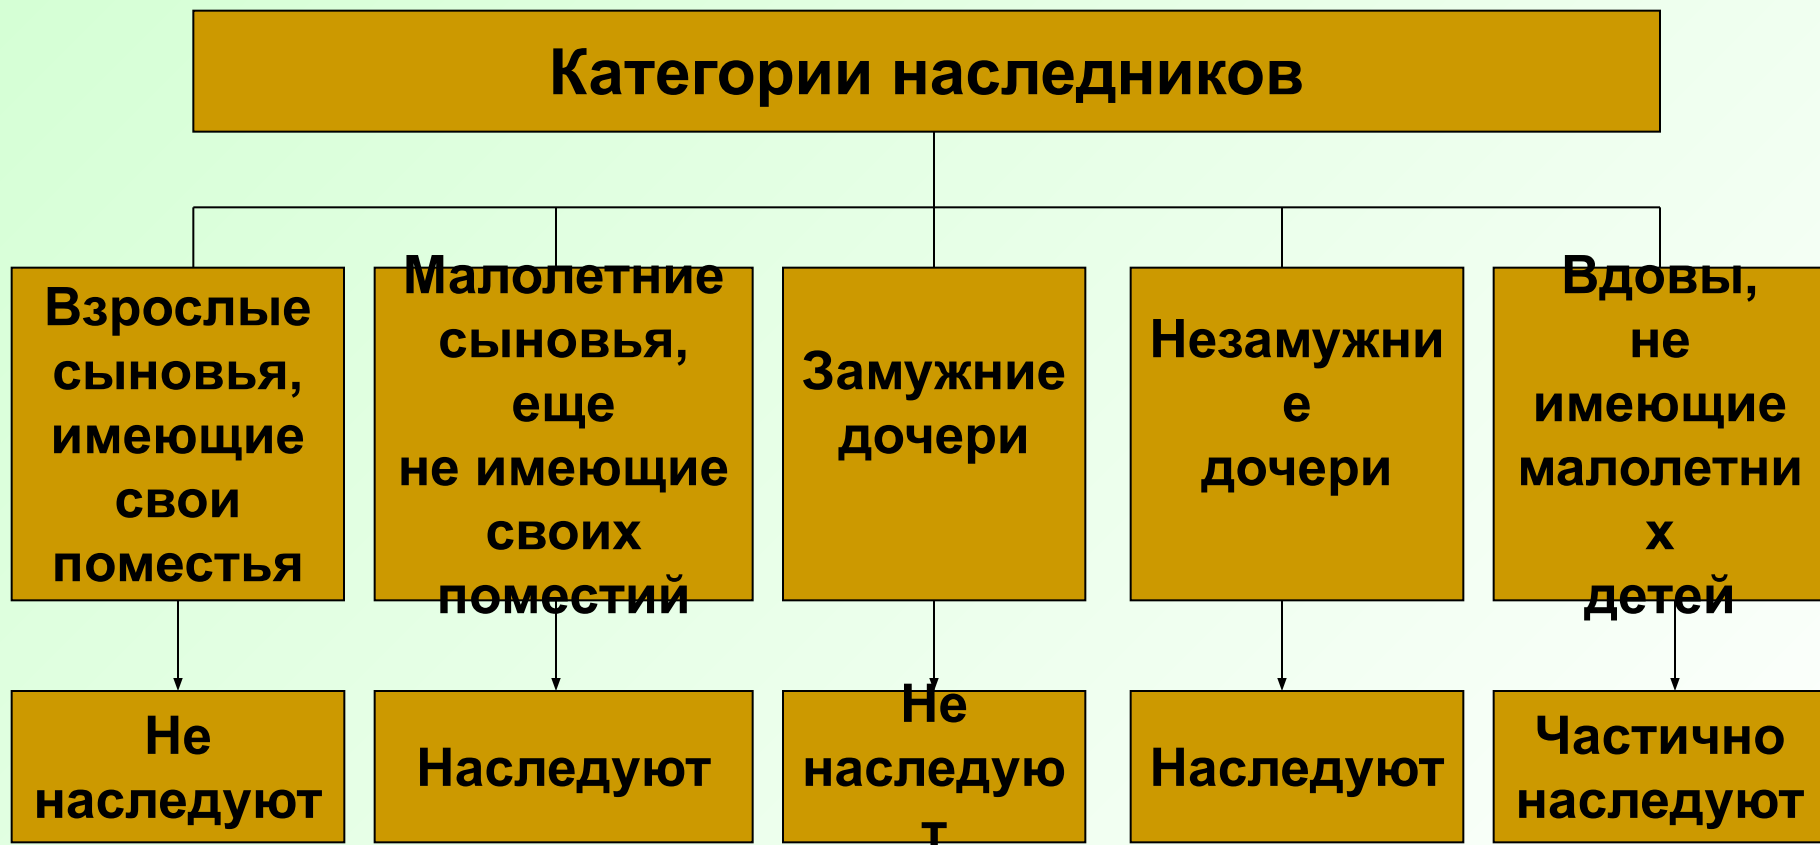 Категории наследников
Взрослые
сыновья,
имеющие
свои
поместья
Малолетние
сыновья,
еще
не имеющие
своих
поместий
Замужние
дочери
Незамужни
е
дочери
Вдовы,
не
имеющие
малолетни
х
детей
Не
наследуют
Наследуют
Не
наследую
т
Наследуют
Частично
наследуют